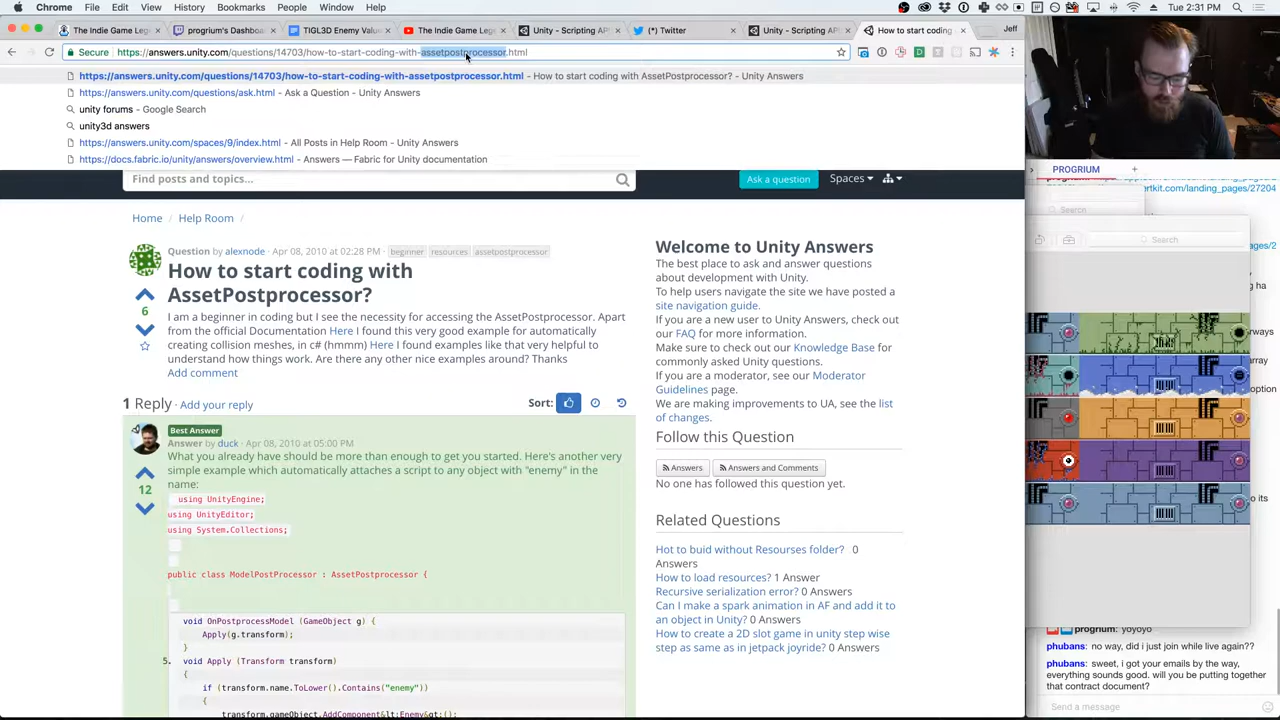 Chrome File Edit View History Bookmarks People Window Help
Tue 2:31 PM
The Indie Game Le
progrium's Dashboa
TIGL3D Enemy Value
The Indie Game Leg
Unity - Scripting AP
(*) Twitter
Unity - Scripting AP
How to start coding
Jeff
Secure https://answers.unity.com/questions/14703/how-to-start-coding-with-assetpostprocessor.html
https://answers.unity.com/questions/14703/how-to-start-coding-with-assetpostprocessor.html - How to start coding with AssetPostprocessor? - Unity Answers
https://answers.unity.com/questions/ask.html - Ask a Question - Unity Answers
unity forums - Google Search
unity3d answers
https://answers.unity.com/spaces/9/index.html - All Posts in Help Room - Unity Answers
https://docs.fabric.io/unity/answers/overview.html - Answers — Fabric for Unity documentation
Find posts and topics...
Ask a question
Spaces
Home / Help Room /
Question by alexnode · Apr 08, 2010 at 02:28 PM · beginner resources assetpostprocessor
How to start coding with
AssetPostprocessor?
6
I am a beginner in coding but I see the necessity for accessing the AssetPostprocessor. Apart
from the official Documentation Here I found this very good example for automatically
creating collision meshes, in c# (hmmm) Here I found examples like that very helpful to
understand how things work. Are there any other nice examples around? Thanks
Add comment
1 Reply · Add your reply
Sort:
Best Answer
Answer by duck · Apr 08, 2010 at 05:00 PM
12
What you already have should be more than enough to get you started. Here's another very
simple example which automatically attaches a script to any object with "enemy" in the
name:
using UnityEngine;
using UnityEditor;
using System.Collections;
public class ModelPostProcessor : AssetPostprocessor {
void OnPostprocessModel (GameObject g) {
Apply(g.transform);
}
5. void Apply (Transform transform)
{
if (transform.name.ToLower().Contains("enemy"))
{
transform.gameObject.AddComponent&lt;Enemy&gt;();
Welcome to Unity Answers
The best place to ask and answer questions
about development with Unity.
To help users navigate the site we have posted a
site navigation guide.
If you are a new user to Unity Answers, check out
our FAQ for more information.
Make sure to check out our Knowledge Base for
commonly asked Unity questions.
If you are a moderator, see our Moderator
Guidelines page.
We are making improvements to UA, see the list
of changes.
Follow this Question
Answers
Answers and Comments
No one has followed this question yet.
Related Questions
Hot to buid without Resourses folder? 0
Answers
How to load resources? 1 Answer
Recursive serialization error? 0 Answers
Can I make a spark animation in AF and add it to
an object in Unity? 0 Answers
How to create a 2D slot game in unity step wise
step as same as in jetpack joyride? 0 Answers
PROGRIUM
+
rtkit.com/landing_pages/27204
Search
Search
ages/2
ng ha
rways
array
option
o its
progrium: yoyoyo
phubans: no way, did i just join while live again??
phubans: sweet, i got your emails by the way,
everything sounds good. will you be putting together
that contract document?
Send a message